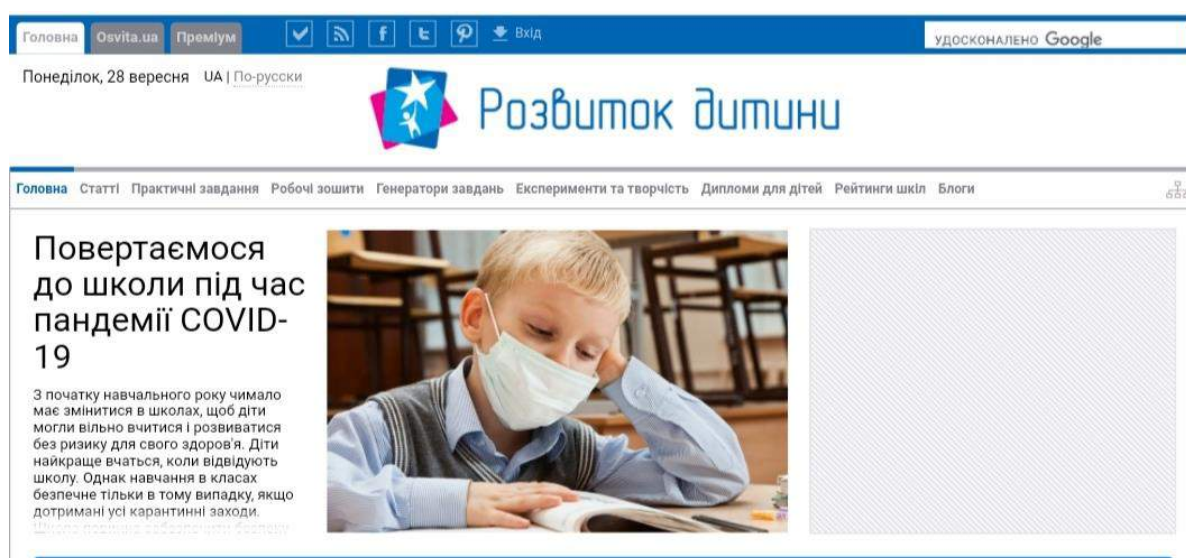 Головна Osvita.ua Преміум Вхід УДОСКОНАЛЕНО Google
Понеділок, 28 вересня UA | По-русски
Розвиток дитини
Головна Статті Практичні завдання Робочі зошити Генератори завдань Експерименти та творчість Дипломи для дітей Рейтинги шкіл Блоги
Повертаємося
до школи під час
пандемії COVID-
19
З початку навчального року чимало
має змінитися в школах, щоб діти
могли вільно вчитися і розвиватися
без ризику для свого здоров'я. Діти
найкраще вчаться, коли відвідують
школу. Однак навчання в класах
безпечне тільки в тому випадку, якщо
дотримані усі карантинні заходи.